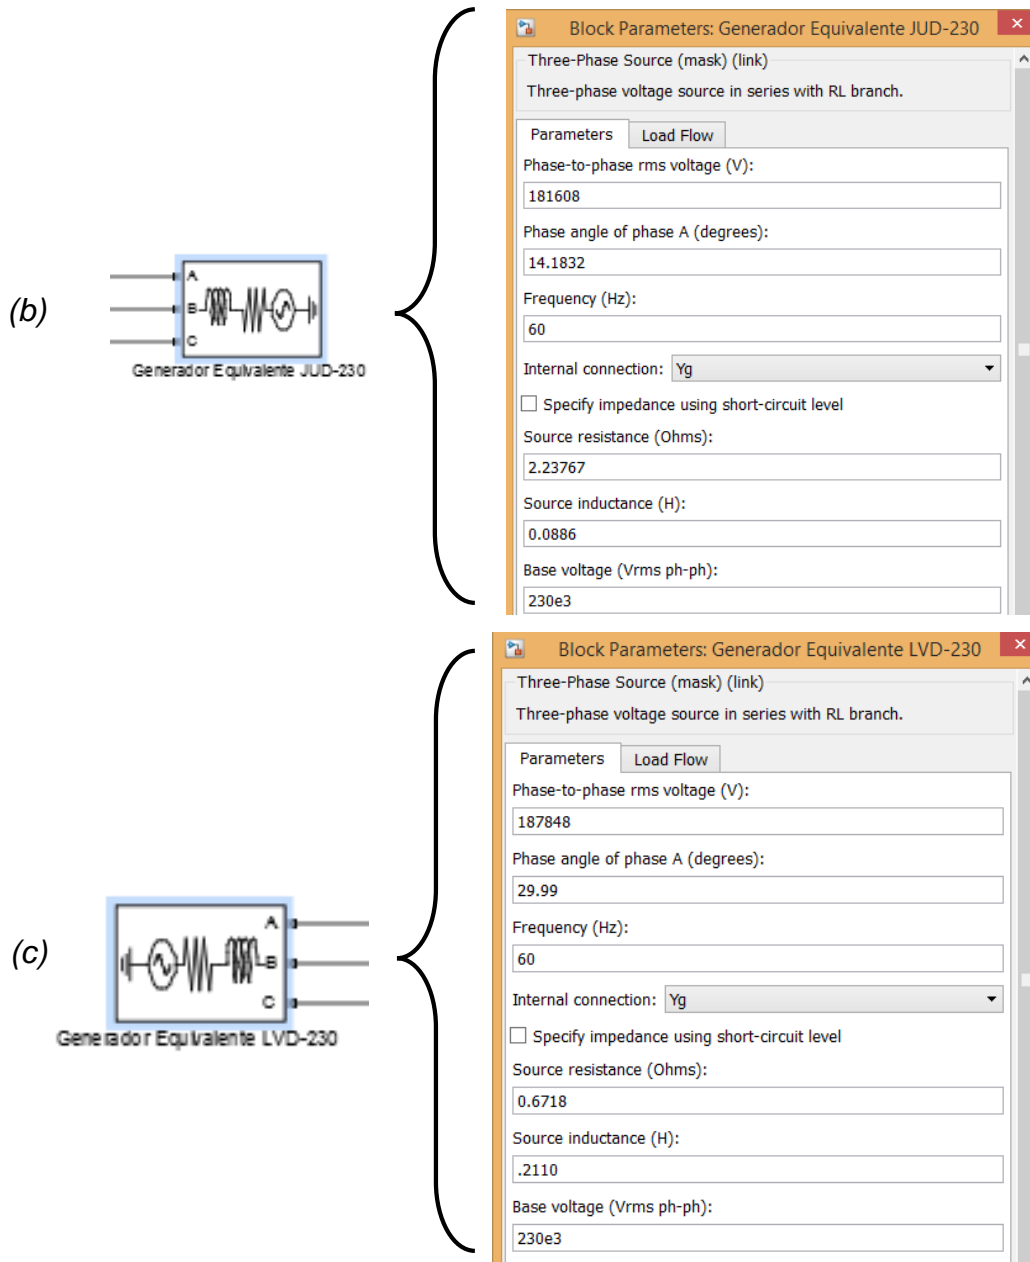 (b)
A
B
C
Generador Equivalente JUD-230
Block Parameters: Generador Equivalente JUD-230
Three-Phase Source (mask) (link)
Three-phase voltage source in series with RL branch.
Parameters Load Flow
Phase-to-phase rms voltage (V):
181608
Phase angle of phase A (degrees):
14.1832
Frequency (Hz):
60
Internal connection: Yg
Specify impedance using short-circuit level
Source resistance (Ohms):
2.23767
Source inductance (H):
0.0886
Base voltage (Vrms ph-ph):
230e3
(c)
A
B
C
Generador Equivalente LVD-230
Block Parameters: Generador Equivalente LVD-230
Three-Phase Source (mask) (link)
Three-phase voltage source in series with RL branch.
Parameters Load Flow
Phase-to-phase rms voltage (V):
187848
Phase angle of phase A (degrees):
29.99
Frequency (Hz):
60
Internal connection: Yg
Specify impedance using short-circuit level
Source resistance (Ohms):
0.6718
Source inductance (H):
.2110
Base voltage (Vrms ph-ph):
230e3